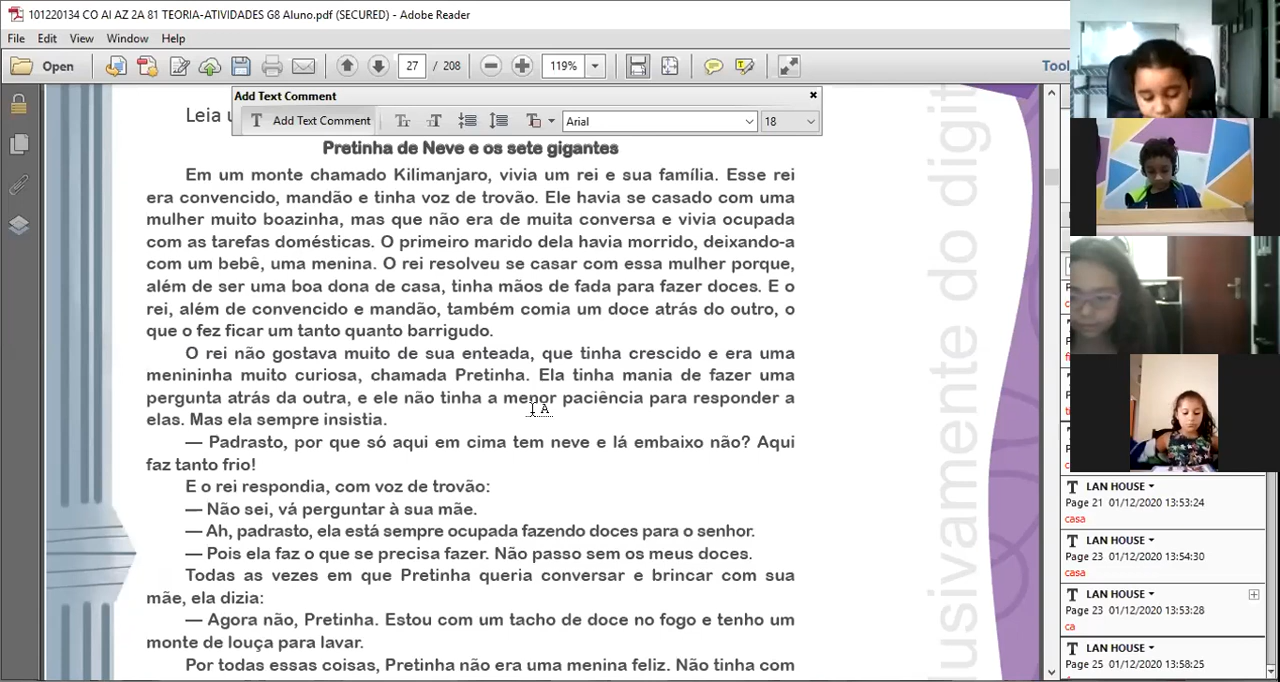 101220134 CO AI AZ 2A 81 TEORIA-ATIVIDADES G8 Aluno.pdf (SECURED) - Adobe Reader
File Edit View Window Help
Open 27 / 208 119% Tool
Add Text Comment
Add Text Comment Arial 18
Leia
Pretinha de Neve e os sete gigantes
Em um monte chamado Kilimanjaro, vivia um rei e sua família. Esse rei
era convencido, mandão e tinha voz de trovão. Ele havia se casado com uma
mulher muito boazinha, mas que não era de muita conversa e vivia ocupada
com as tarefas domésticas. O primeiro marido dela havia morrido, deixando-a
com um bebê, uma menina. O rei resolveu se casar com essa mulher porque,
além de ser uma boa dona de casa, tinha mãos de fada para fazer doces. E o
rei, além de convencido e mandão, também comia um doce atrás do outro, o
que o fez ficar um tanto quanto barrigudo.
O rei não gostava muito de sua enteada, que tinha crescido e era uma
menininha muito curiosa, chamada Pretinha. Ela tinha mania de fazer uma
pergunta atrás da outra, e ele não tinha a menor paciência para responder a
elas. Mas ela sempre insistia.
— Padrasto, por que só aqui em cima tem neve e lá embaixo não? Aqui
faz tanto frio!
E o rei respondia, com voz de trovão:
— Não sei, vá perguntar à sua mãe.
— Ah, padrasto, ela está sempre ocupada fazendo doces para o senhor.
— Pois ela faz o que se precisa fazer. Não passo sem os meus doces.
Todas as vezes em que Pretinha queria conversar e brincar com sua
mãe, ela dizia:
— Agora não, Pretinha. Estou com um tacho de doce no fogo e tenho um
monte de louça para lavar.
Por todas essas coisas, Pretinha não era uma menina feliz. Não tinha com
lusivamente do digit
LAN HOUSE
Page 21 01/12/2020 13:53:24
casa
LAN HOUSE
Page 23 01/12/2020 13:54:30
casa
LAN HOUSE
Page 23 01/12/2020 13:53:28
ca
LAN HOUSE
Page 25 01/12/2020 13:58:25